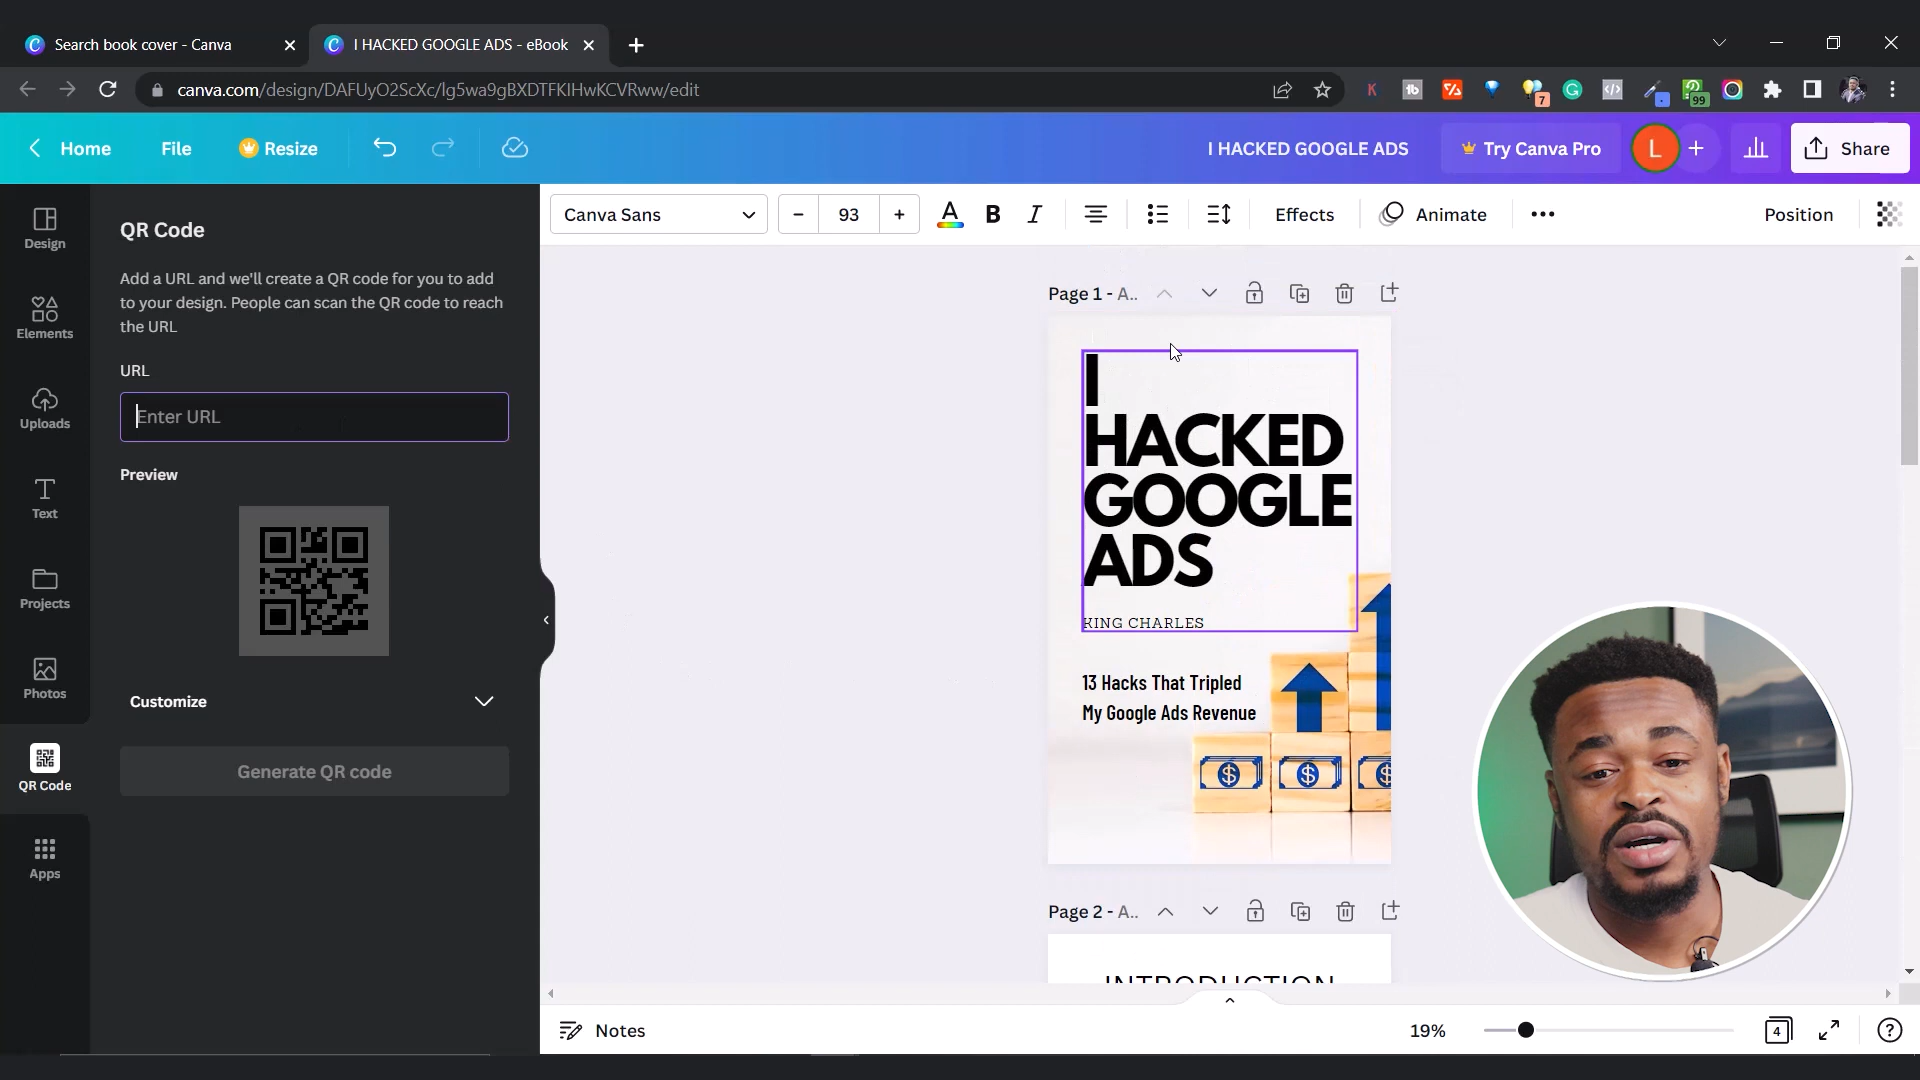 Search book cover - Canva
I HACKED GOOGLE ADS - eBook
canva.com/design/DAFUyO2ScXc/lg5wa9gBXDTFKIHwKCVRww/edit
7
99
Home
File
Resize
I HACKED GOOGLE ADS
Try Canva Pro
L
Share
Design
Elements
Uploads
Text
Projects
Photos
QR Code
Apps
QR Code
Add a URL and we'll create a QR code for you to add
to your design. People can scan the QR code to reach
the URL
URL
Enter URL
Preview
Customize
Generate QR code
Canva Sans
- 93 +
A B I
Effects
Animate
Position
Page 1 - A..
I
HACKED
GOOGLE
ADS
KING CHARLES
13 Hacks That Tripled
My Google Ads Revenue
Page 2 - A..
INTRODUCTION
Notes
19%
4